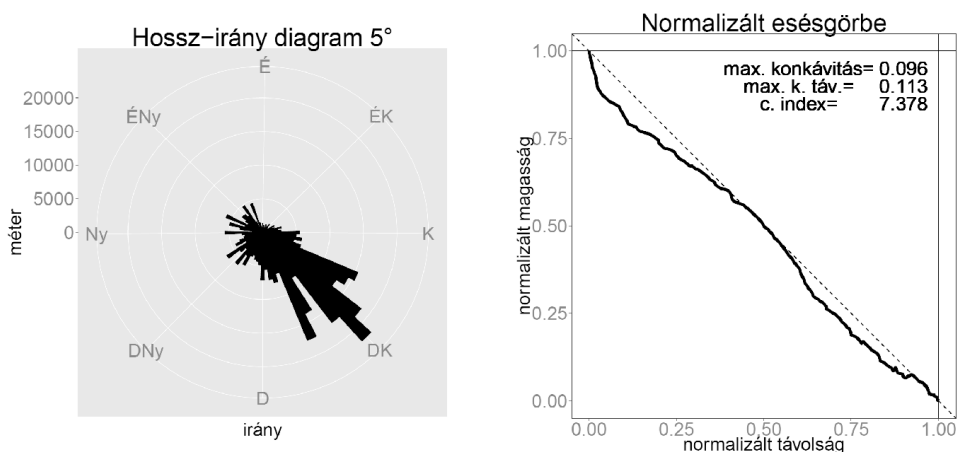 Hossz-irány diagram 5°
É
20000
15000
10000
5000
0
ÉNy
ÉK
Ny
K
DNy
DK
D
méter
irány
Normalizált esésgörbe
1.00
0.75
0.50
0.25
0.00
max. konkávitás= 0.096
max. k. táv.= 0.113
c. index= 7.378
normalizált magasság
0.00 0.25 0.50 0.75 1.00
normalizált távolság